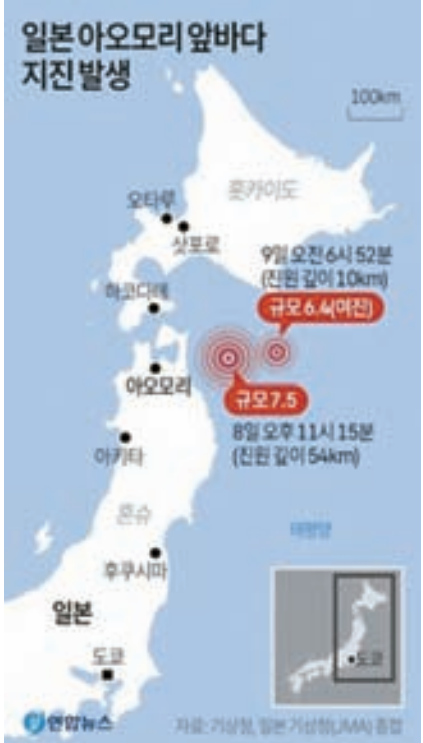 일본 아오모리 앞바다
지진 발생
100km
홋카이도
오타루
삿포로
9일 오전 6시 52분
(진원 깊이 10km)
규모 6.4(여진)
하코다테
아오모리
규모 7.5
8일 오후 11시 15분
(진원 깊이 54km)
아키타
혼슈
태평양
후쿠시마
일본
도쿄
도쿄
연합뉴스
자료: 기상청, 일본 기상청(JMA) 종합